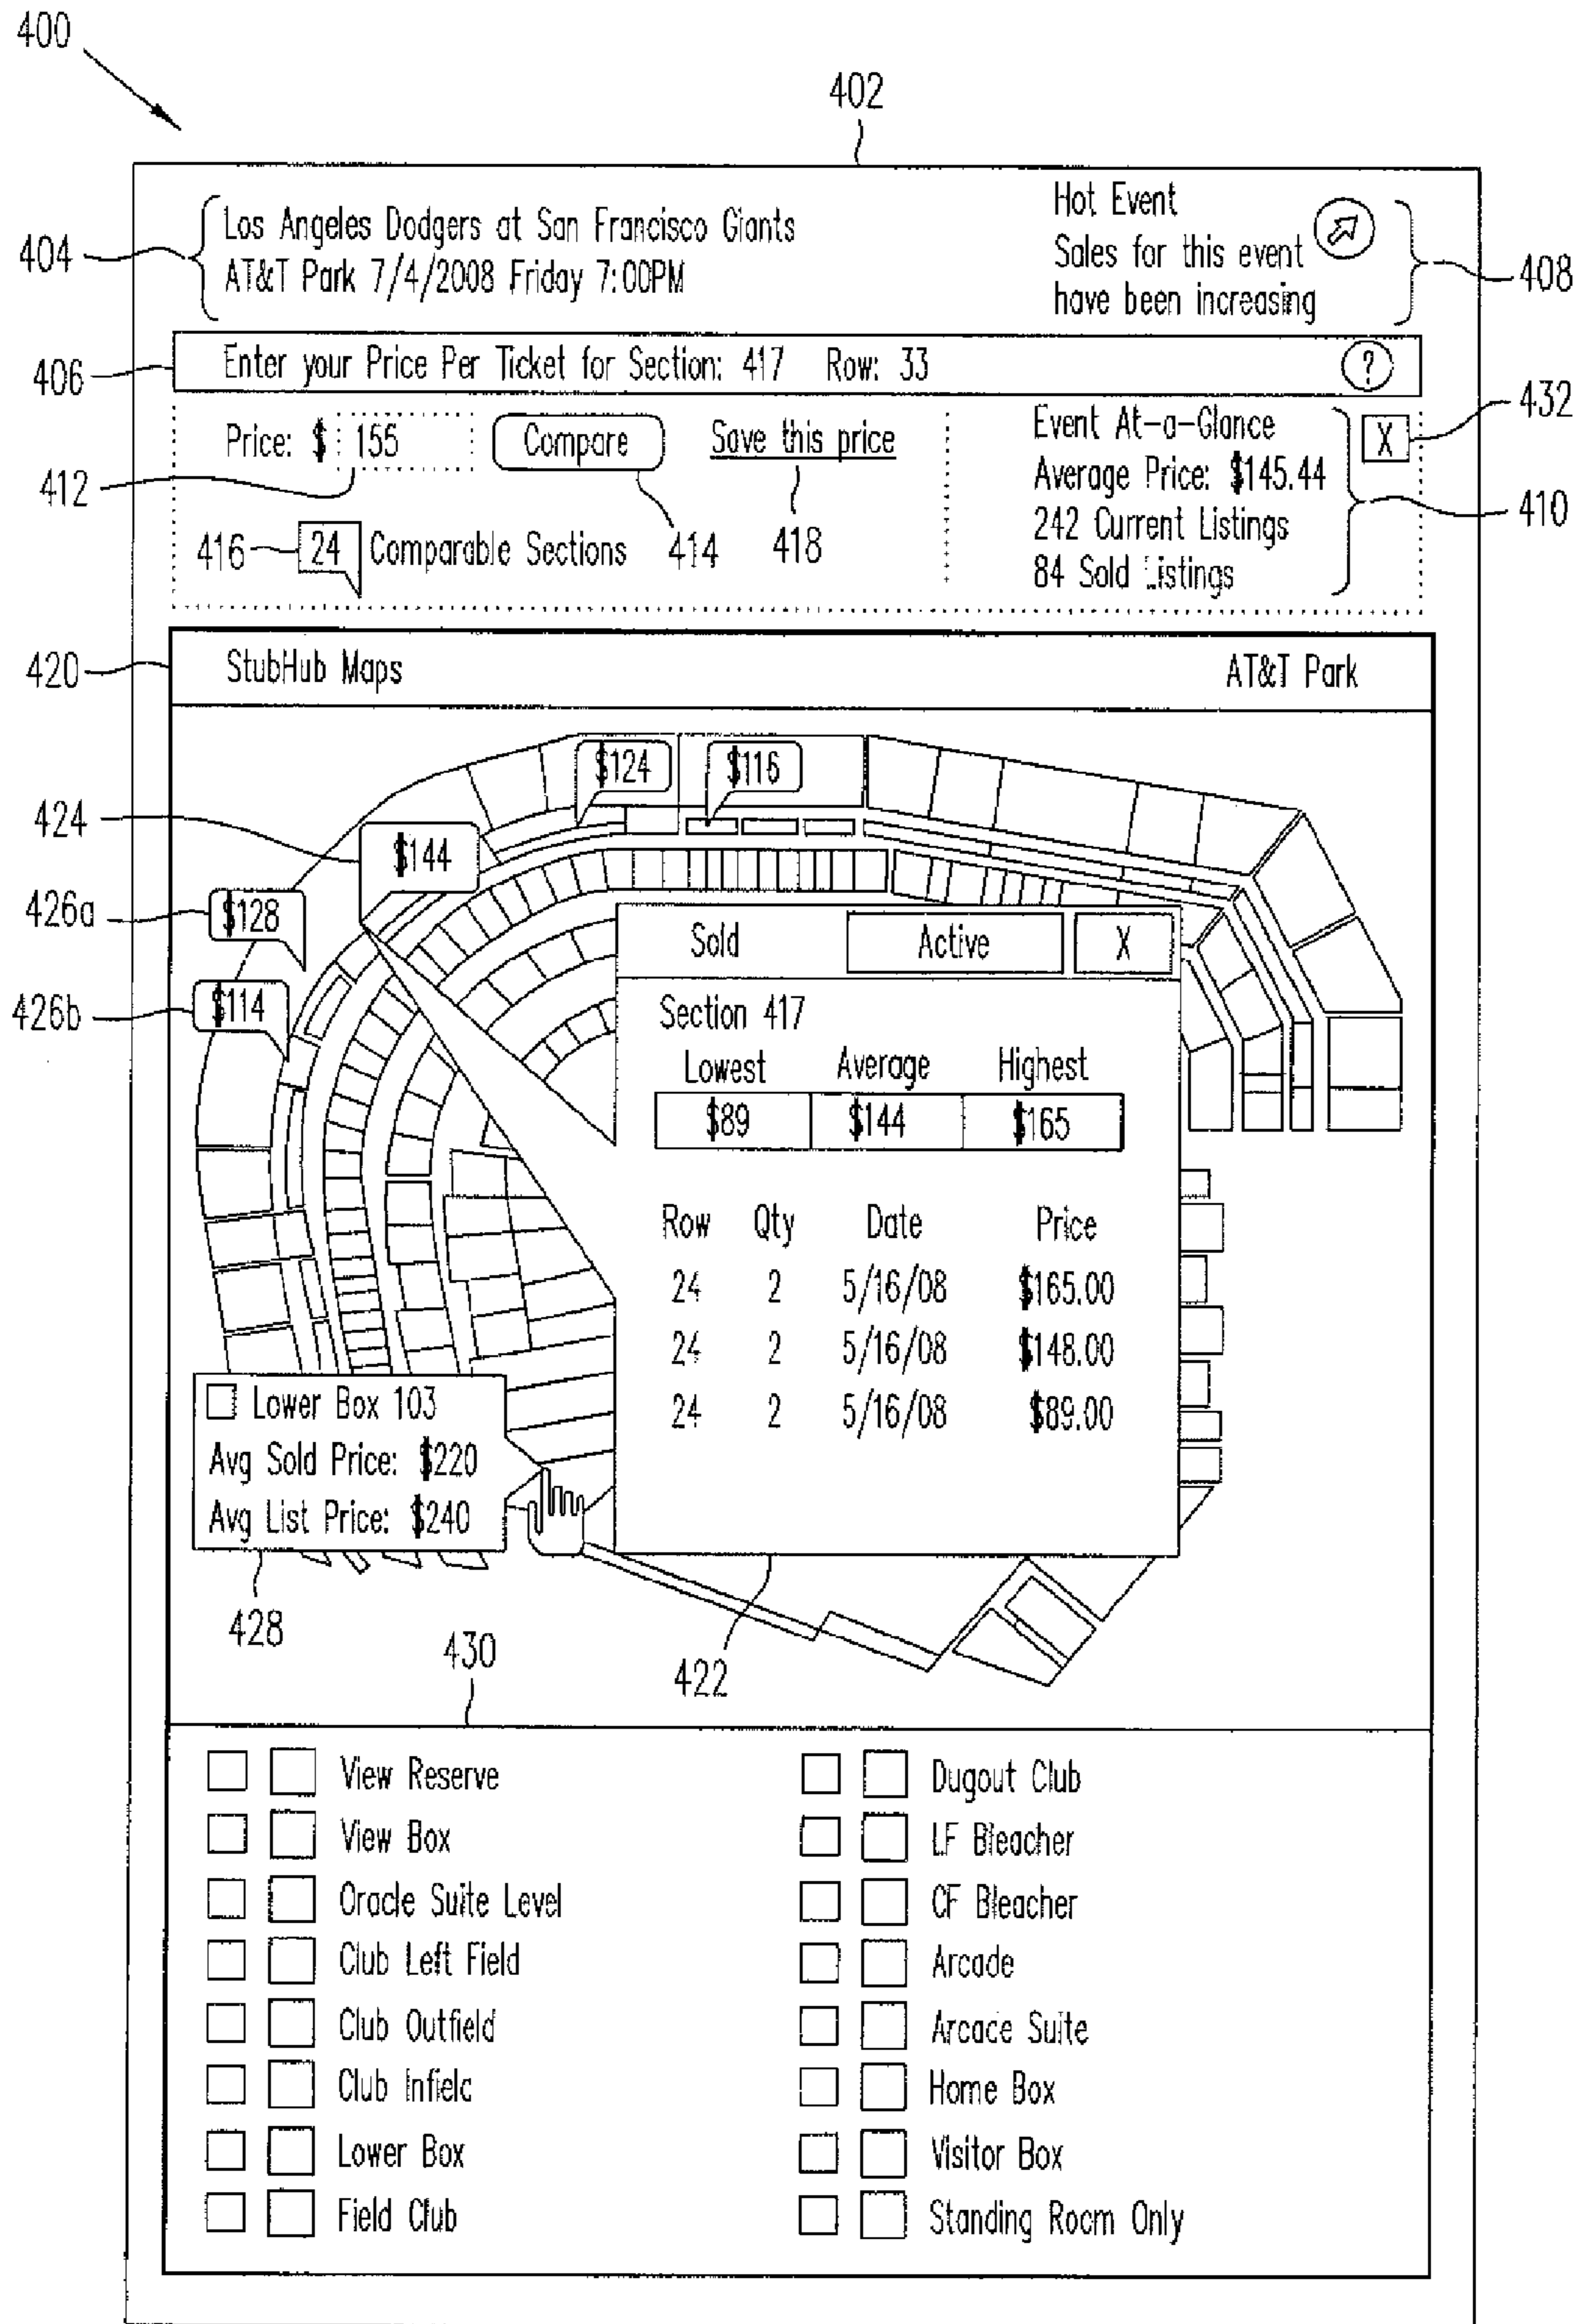 400
402
404
Los Angeles Dodgers at San Francisco Giants
AT&T Park 7/4/2008 Friday 7:00PM
Hot Event
Sales for this event
have been increasing
408
406
Enter your Price Per Ticket for Section: 417 Row: 33
?
432
Price: $ 155
Compare
Save this price
412
416
24 Comparable Sections
414
418
Event At-a-Glance
Average Price: $145.44
242 Current Listings
84 Sold Listings
X
410
420
StubHub Maps
AT&T Park
$124
$116
424
$144
426a
$128
426b
$114
Sold
Active
X
Section 417
Lowest Average Highest
$89 $144 $165
Row Qty Date Price
24 2 5/16/08 $165.00
24 2 5/16/08 $148.00
24 2 5/16/08 $89.00
Lower Box 103
Avg Sold Price: $220
Avg List Price: $240
428
430
422
View Reserve
View Box
Oracle Suite Level
Club Left Field
Club Outfield
Club Infield
Lower Box
Field Club
Dugout Club
LF Bleacher
CF Bleacher
Arcade
Arcade Suite
Home Box
Visitor Box
Standing Room Only